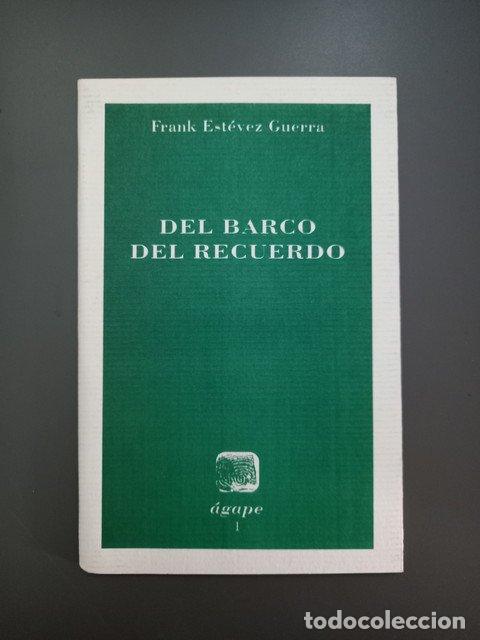 Frank Estévez Guerra
DEL BARCO
DEL RECUERDO
ágape
1
todocoleccion